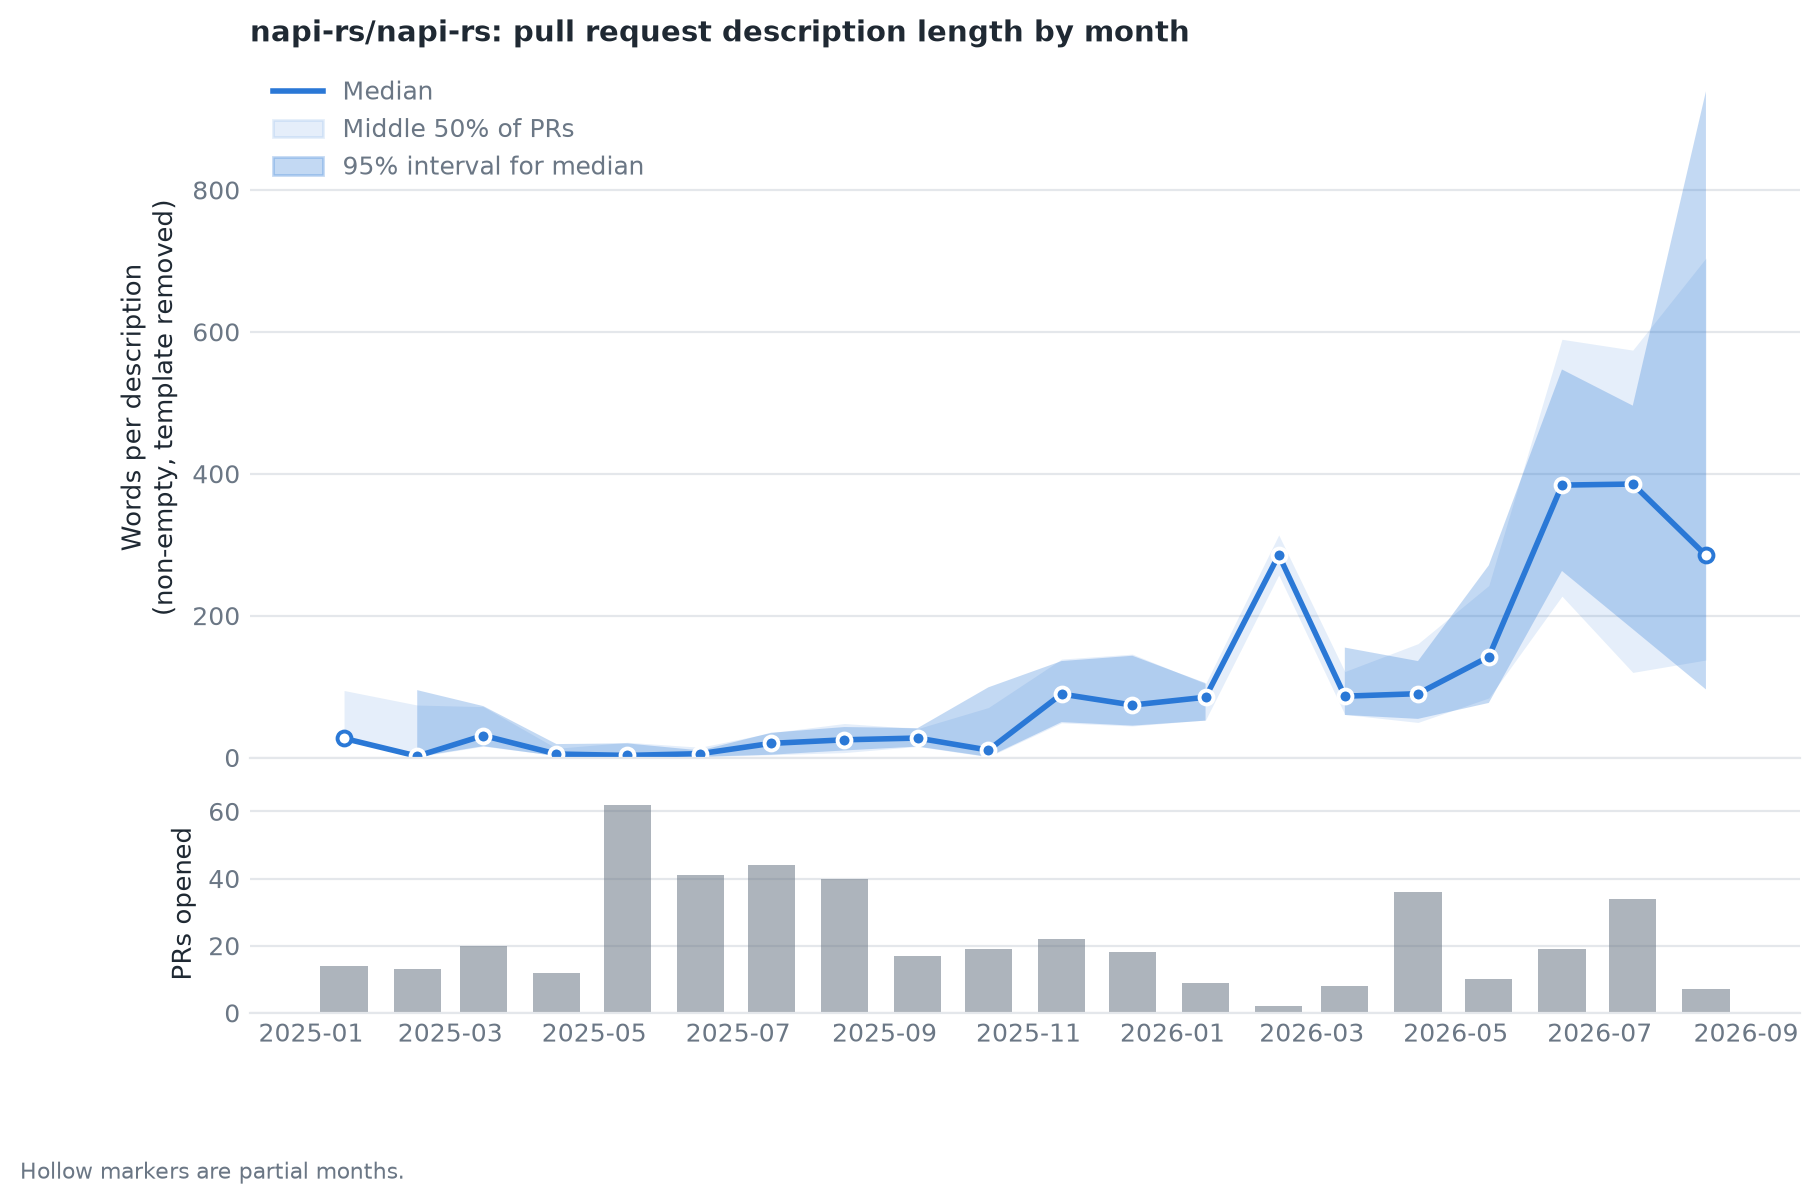 napi-rs/napi-rs: pull request description length by month
Median
Middle 50% of PRs
95% interval for median
Words per description
(non-empty, template removed)
800
600
400
200
0
PRs opened
60
40
20
0
2025-01
2025-03
2025-05
2025-07
2025-09
2025-11
2026-01
2026-03
2026-05
2026-07
2026-09
Hollow markers are partial months.